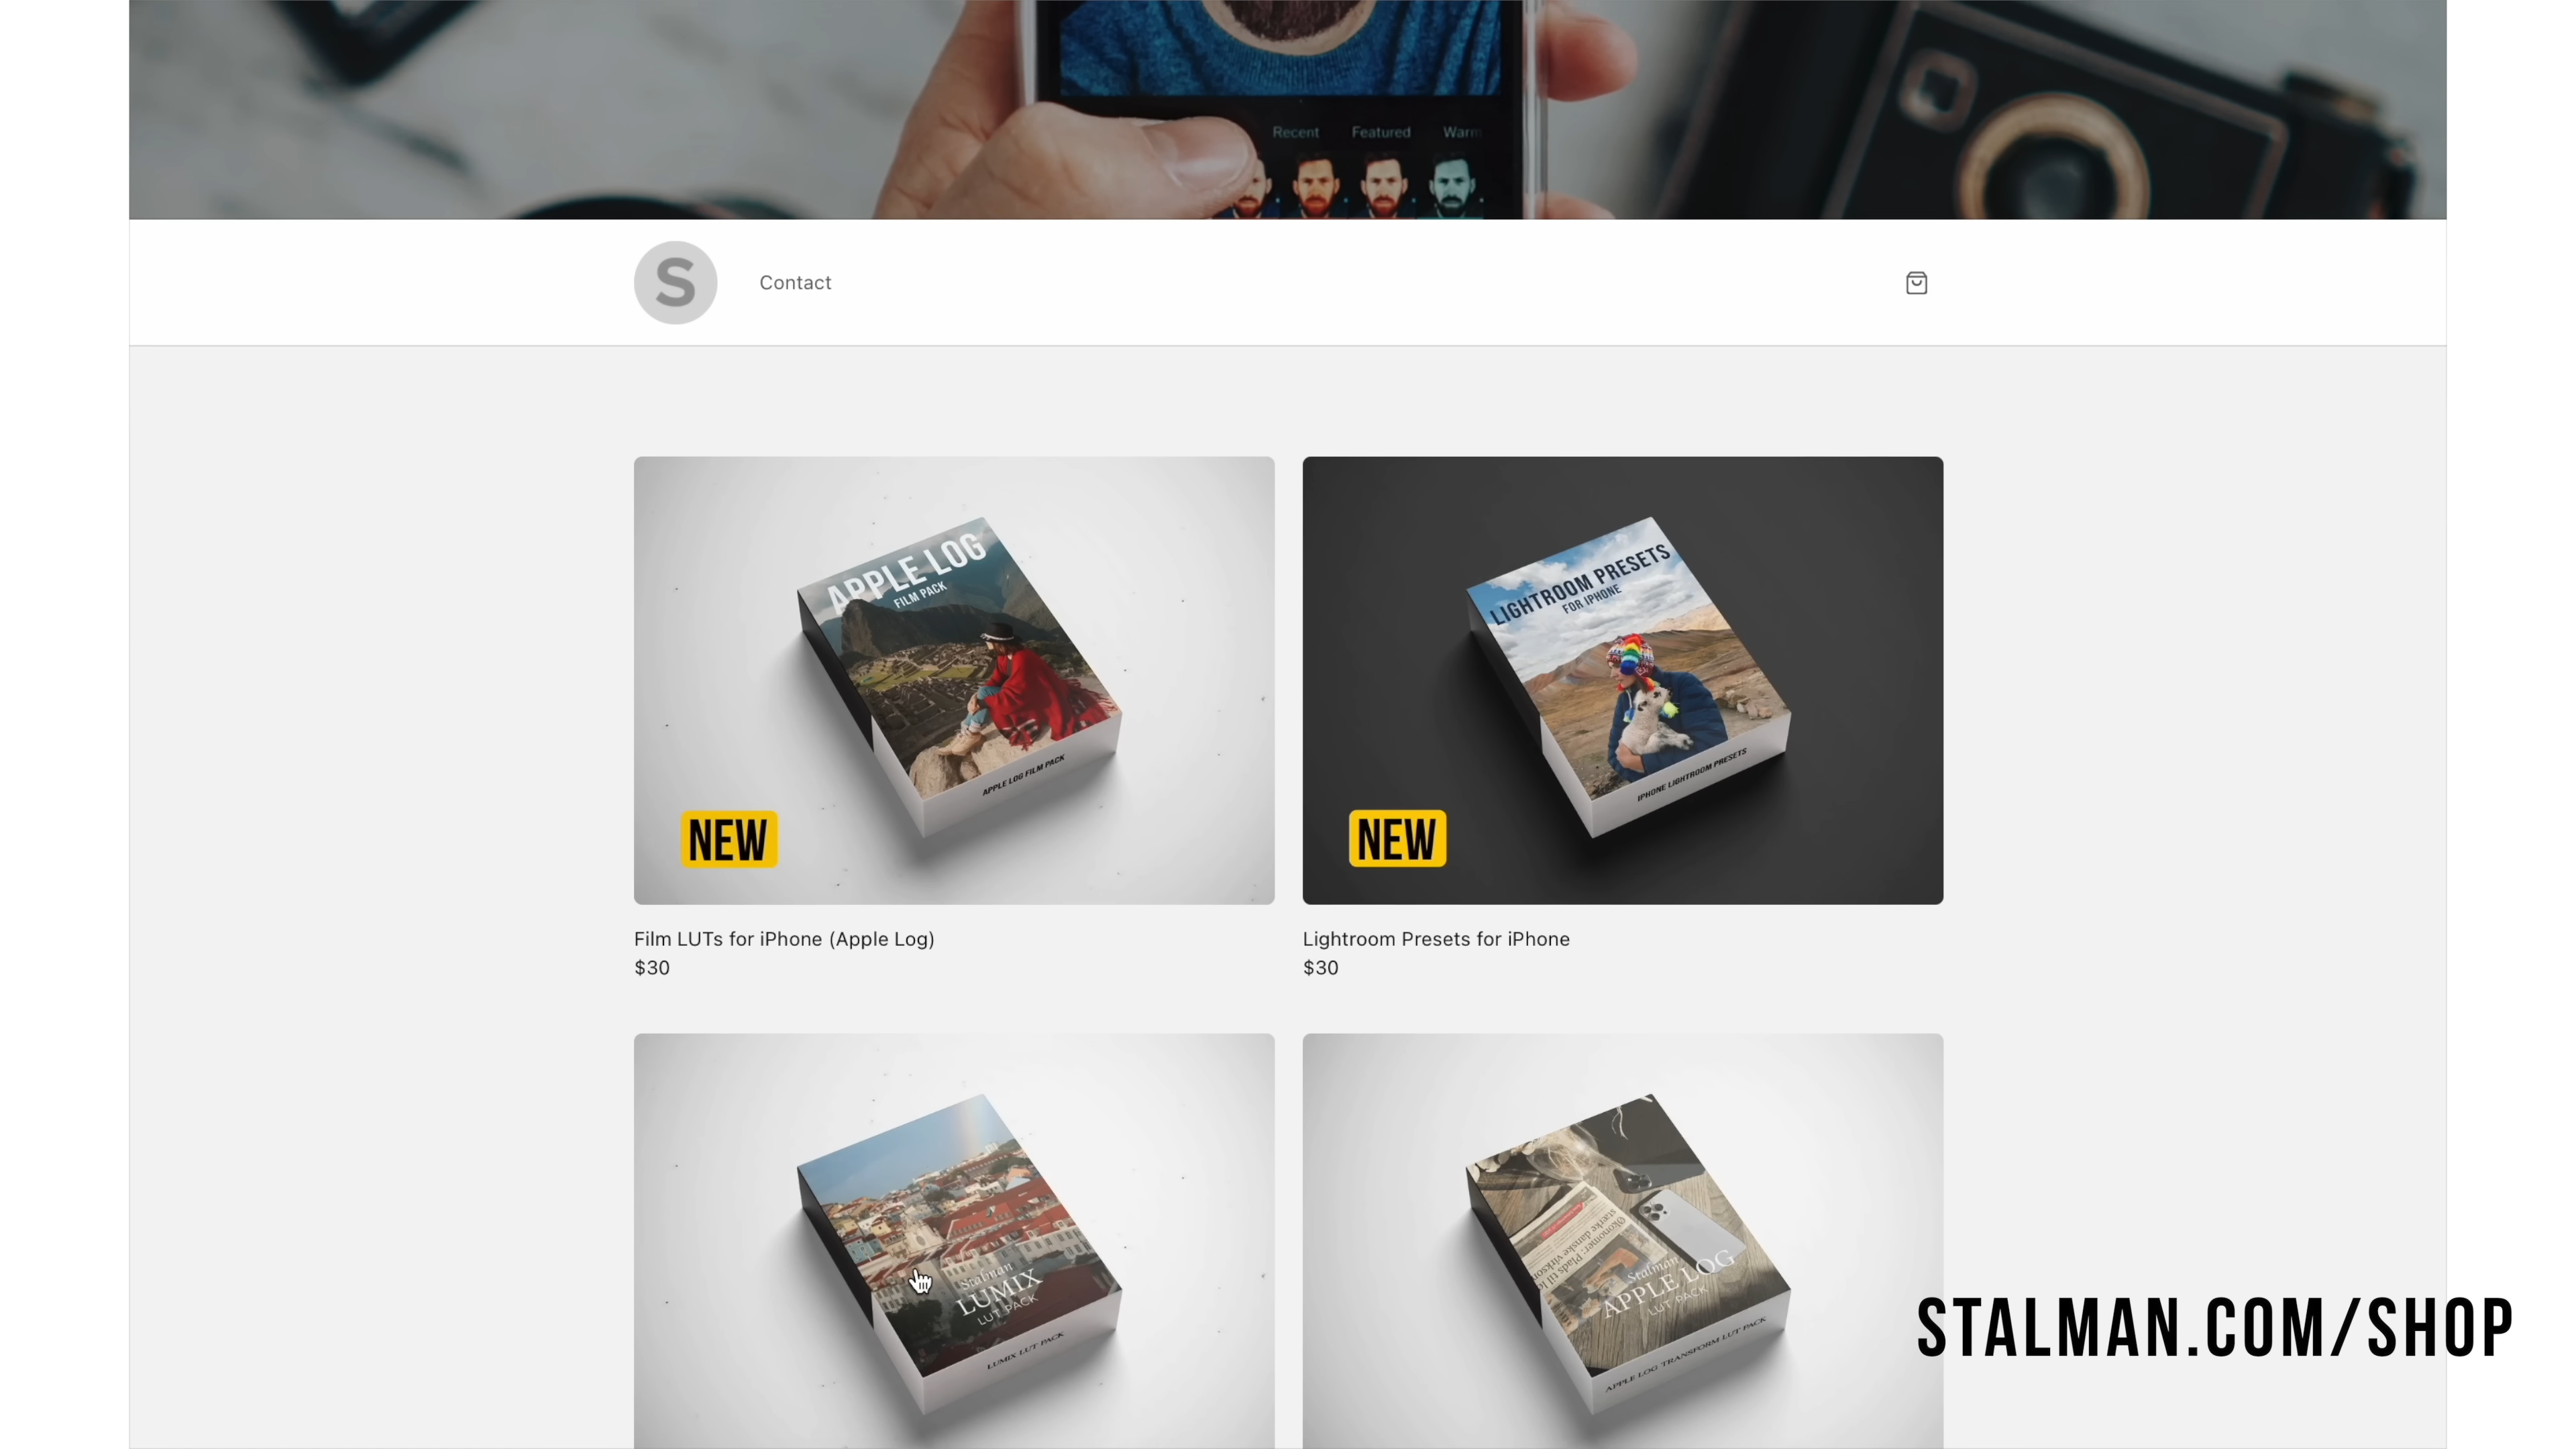 Recent Featured Warm
S
Contact
APPLE LOG
FILM PACK
APPLE LOG FILM PACK
NEW
LIGHTROOM PRESETS
FOR IPHONE
IPHONE LIGHTROOM PRESETS
NEW
Film LUTs for iPhone (Apple Log)
$30
Lightroom Presets for iPhone
$30
Stalman
LUMIX
LUT PACK
LUMIX LUT PACK
Stalman
APPLE LOG
LUT PACK
APPLE LOG TRANSFORM LUT PACK
STALMAN.COM/SHOP